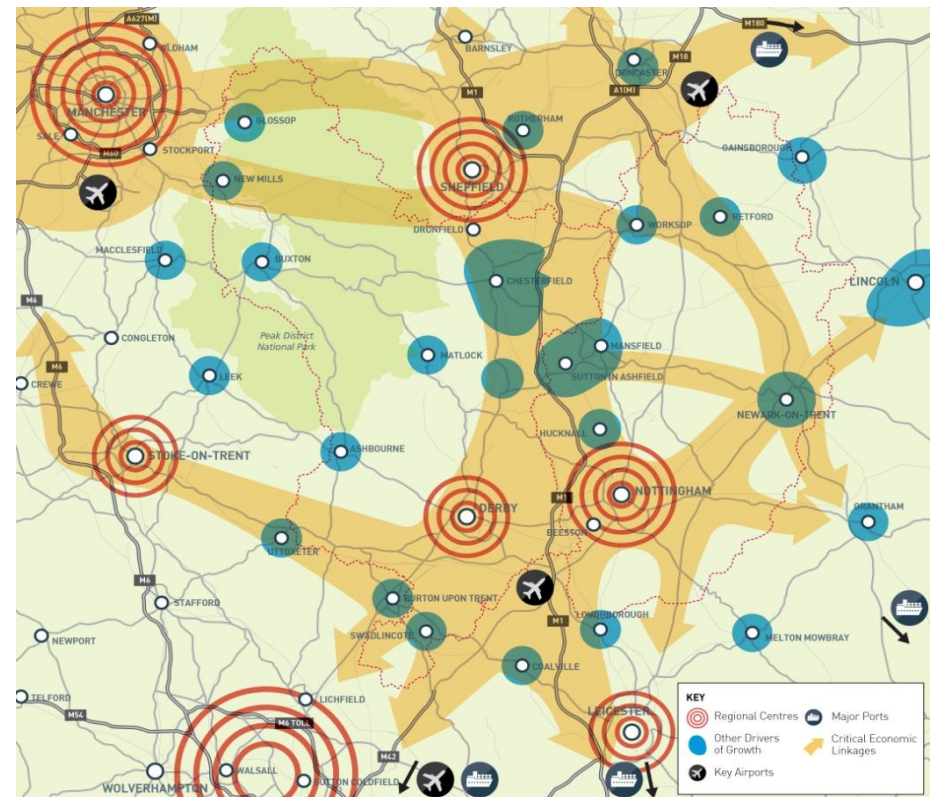 A627(M)
OLDHAM
BARNSLEY
M180
M18
DONCASTER
M1
A1(M)
MANCHESTER
GLOSSOP
ROTHERHAM
SALE
M60
STOCKPORT
GAINSBOROUGH
SHEFFIELD
NEW MILLS
DRONFIELD
WORKSOP
RETFORD
MACCLESFIELD
BUXTON
CHESTERFIELD
LINCOLN
M6
Peak District
National Park
CONGLETON
MANSFIELD
MATLOCK
M6
SUTTON IN ASHFIELD
CREWE
LEEK
NEWARK-ON-TRENT
HUCKNALL
ASHBOURNE
STOKE-ON-TRENT
M1
NOTTINGHAM
DERBY
GRANTHAM
BEESTON
UTTOXETER
M6
BURTON UPON TRENT
STAFFORD
M1
LOUGHBOROUGH
NEWPORT
SWADLINCOTE
MELTON MOWBRAY
COALVILLE
TELFORD
LICHFIELD
M54
M6 TOLL
LEICESTER
M42
WALSALL
SUTTON COLDFIELD
WOLVERHAMPTON
KEY
Regional Centres
Major Ports
Other Drivers
of Growth
Critical Economic
Linkages
Key Airports